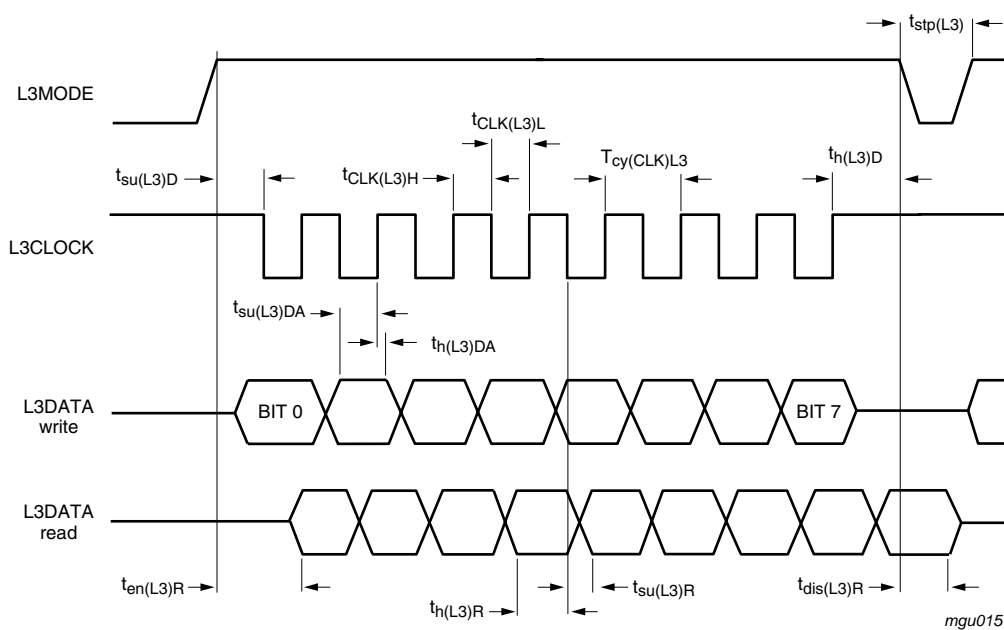 tstp(L3)
L3MODE
tCLK(L3)L
tsu(L3)D
tCLK(L3)H
Tcy(CLK)L3
th(L3)D
L3CLOCK
tsu(L3)DA
th(L3)DA
L3DATA
write
BIT 0
BIT 7
L3DATA
read
ten(L3)R
th(L3)R
tsu(L3)R
tdis(L3)R
mgu015